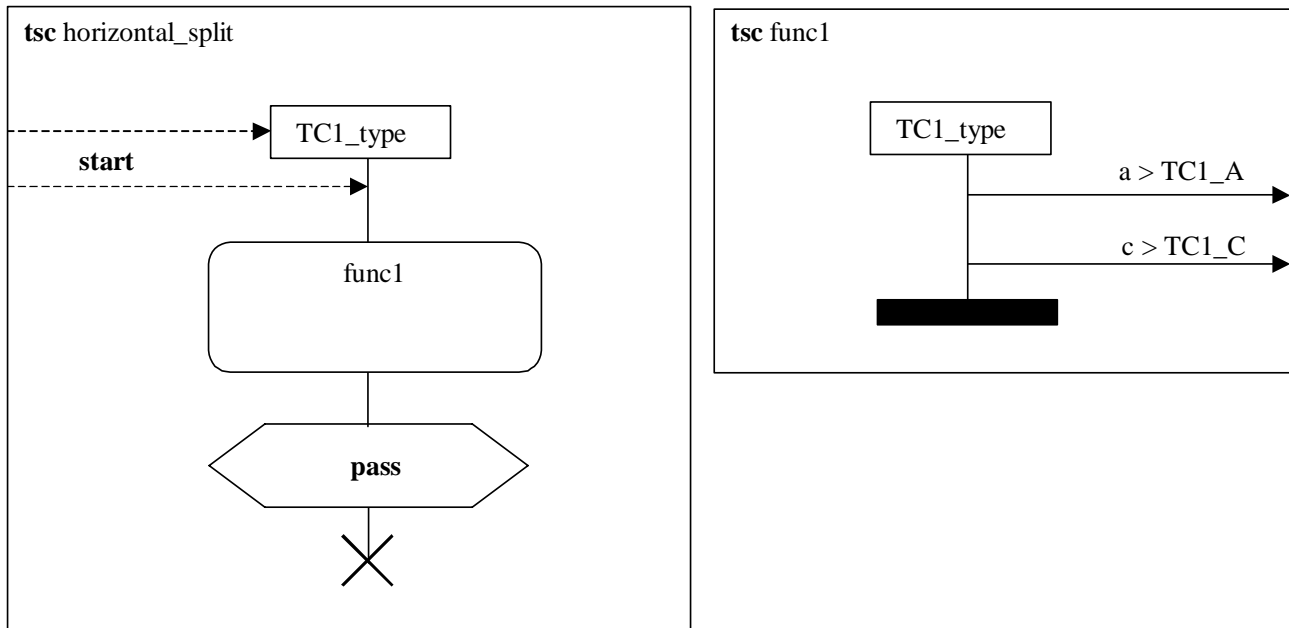 tsc horizontal_split
TC1_type
start
func1
pass
tsc func1
TC1_type
a > TC1_A
c > TC1_C